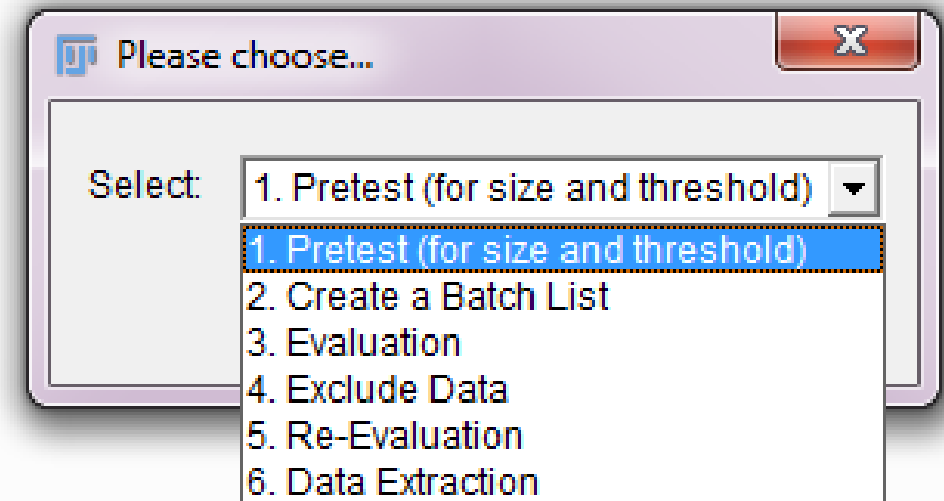 Please choose...
Select: 1. Pretest (for size and threshold)
1. Pretest (for size and threshold)
2. Create a Batch List
3. Evaluation
4. Exclude Data
5. Re-Evaluation
6. Data Extraction